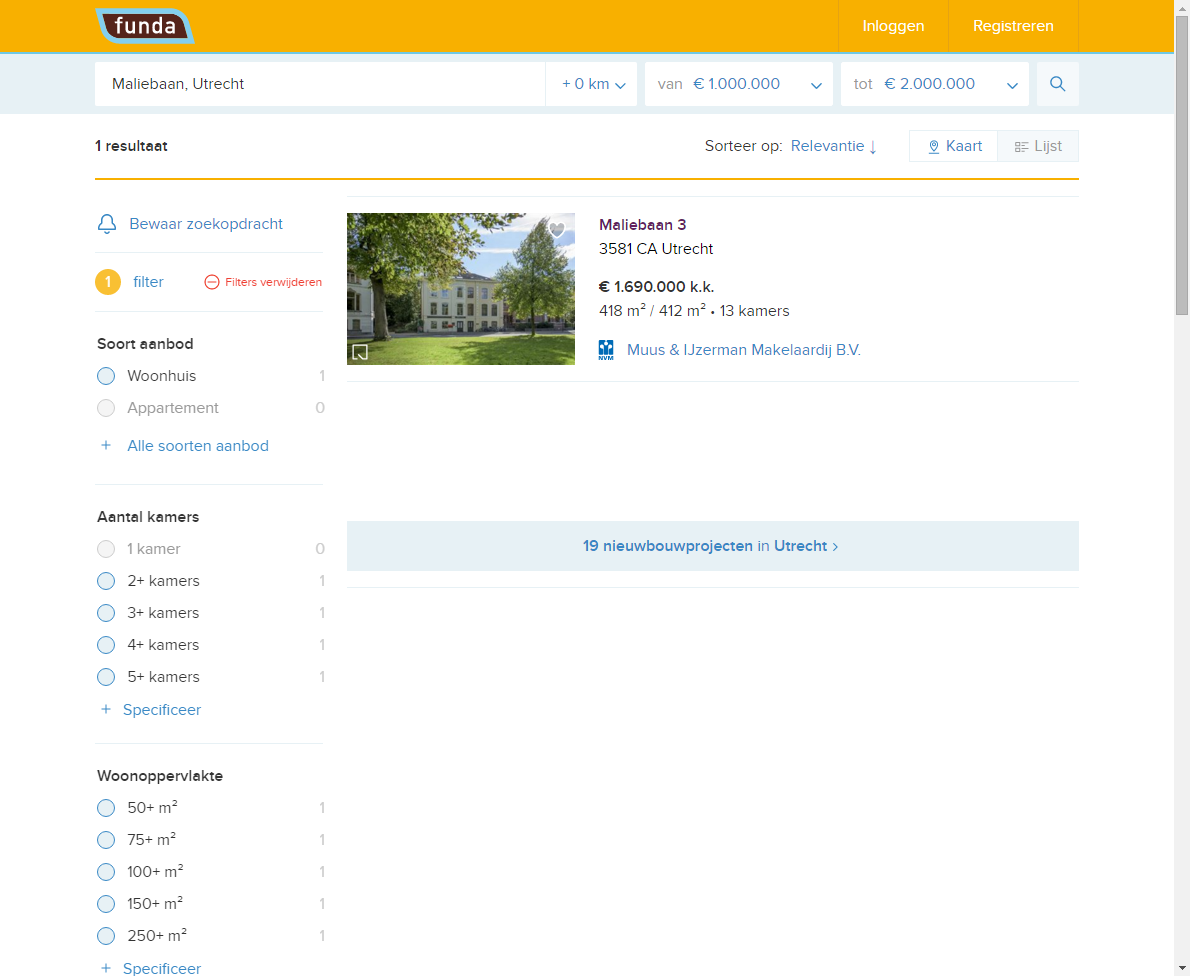 funda
Inloggen
Registreren
Maliebaan, Utrecht
+ 0 km
van € 1.000.000
tot € 2.000.000
1 resultaat
Sorteer op: Relevantie ↓
Kaart
Lijst
Bewaar zoekopdracht
1 filter
Filters verwijderen
Soort aanbod
Woonhuis 1
Appartement 0
+ Alle soorten aanbod
Aantal kamers
1 kamer 0
2+ kamers 1
3+ kamers 1
4+ kamers 1
5+ kamers 1
+ Specificeer
Woonoppervlakte
50+ m² 1
75+ m² 1
100+ m² 1
150+ m² 1
250+ m² 1
+ Specificeer
Maliebaan 3
3581 CA Utrecht
€ 1.690.000 k.k.
418 m² / 412 m² • 13 kamers
NVM
Muus & IJzerman Makelaardij B.V.
19 nieuwbouwprojecten in Utrecht ›